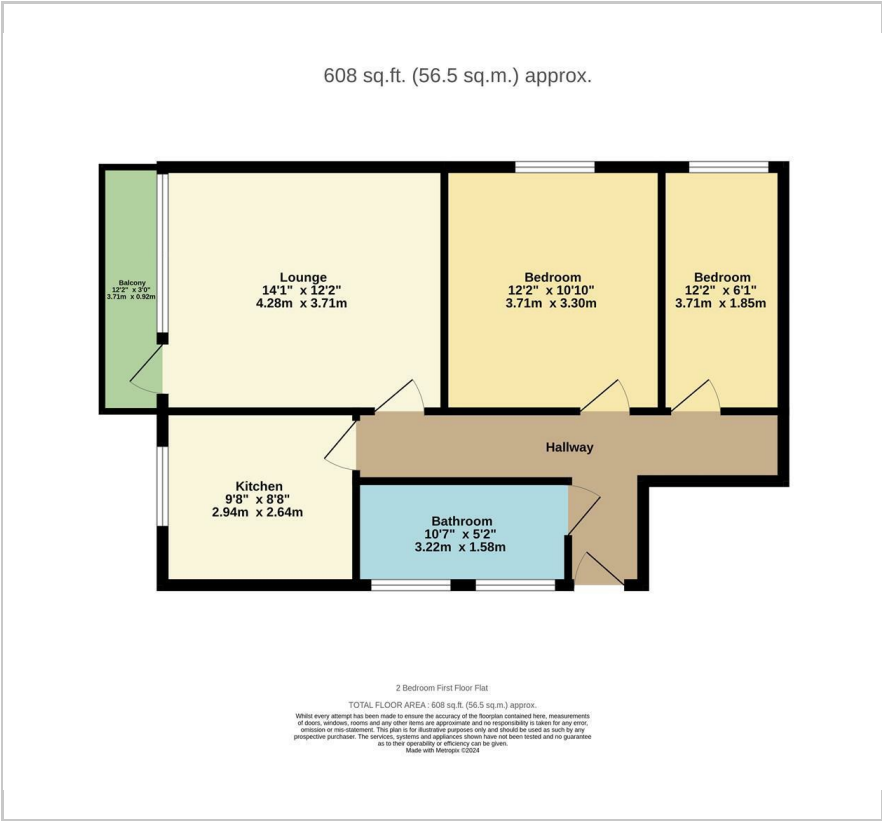 608 sq.ft. (56.5 sq.m.) approx.
Balcony
12'2" x 3'0"
3.71m x 0.92m
Lounge
14'1" x 12'2"
4.28m x 3.71m
Bedroom
12'2" x 10'10"
3.71m x 3.30m
Bedroom
12'2" x 6'1"
3.71m x 1.85m
Hallway
Kitchen
9'8" x 8'8"
2.94m x 2.64m
Bathroom
10'7" x 5'2"
3.22m x 1.58m
2 Bedroom First Floor Flat
TOTAL FLOOR AREA : 608 sq.ft. (56.5 sq.m.) approx.
Whilst every attempt has been made to ensure the accuracy of the floorplan contained here, measurements
of doors, windows, rooms and any other items are approximate and no responsibility is taken for any error,
omission or mis-statement. This plan is for illustrative purposes only and should be used as such by any
prospective purchaser. The services, systems and appliances shown have not been tested and no guarantee
as to their operability or efficiency can be given.
Made with Metropix ©2024